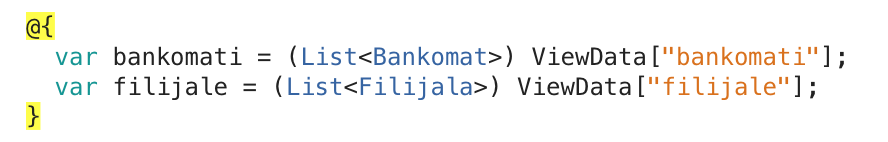 @{
  var bankomati = (List<Bankomat>) ViewData["bankomati"];
  var filijale = (List<Filijala>) ViewData["filijale"];
}